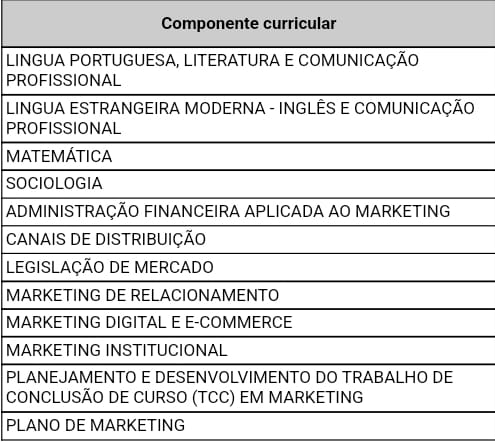 Componente curricular
LINGUA PORTUGUESA, LITERATURA E COMUNICAÇÃO
PROFISSIONAL
LINGUA ESTRANGEIRA MODERNA - INGLÊS E COMUNICAÇÃO
PROFISSIONAL
MATEMÁTICA
SOCIOLOGIA
ADMINISTRAÇÃO FINANCEIRA APLICADA AO MARKETING
CANAIS DE DISTRIBUIÇÃO
LEGISLAÇÃO DE MERCADO
MARKETING DE RELACIONAMENTO
MARKETING DIGITAL E E-COMMERCE
MARKETING INSTITUCIONAL
PLANEJAMENTO E DESENVOLVIMENTO DO TRABALHO DE
CONCLUSÃO DE CURSO (TCC) EM MARKETING
PLANO DE MARKETING